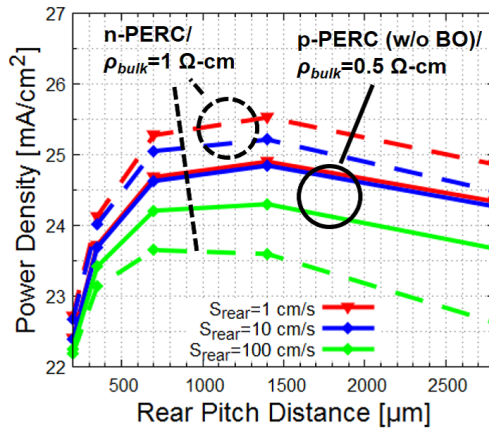 27
26
25
24
23
22
Power Density [mA/cm²]
n-PERC/
ρbulk=1 Ω-cm
p-PERC (w/o BO)/
ρbulk=0.5 Ω-cm
Srear=1 cm/s
Srear=10 cm/s
Srear=100 cm/s
500 1000 1500 2000 2500
Rear Pitch Distance [µm]